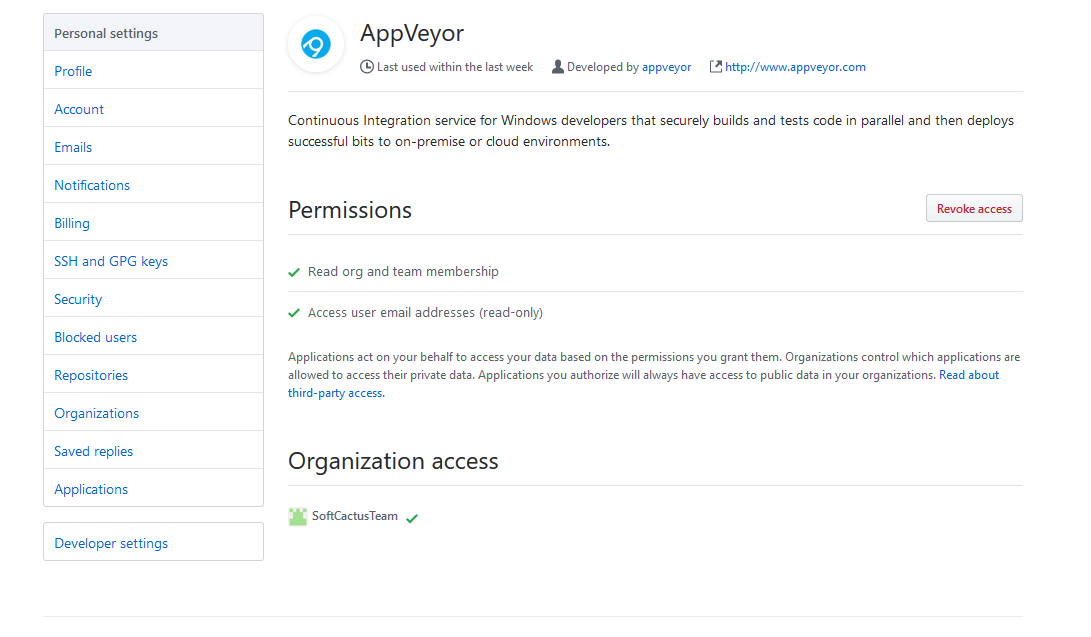 Personal settings
Profile
Account
Emails
Notifications
Billing
SSH and GPG keys
Security
Blocked users
Repositories
Organizations
Saved replies
Applications
Developer settings
AppVeyor
Last used within the last week Developed by appveyor http://www.appveyor.com
Continuous Integration service for Windows developers that securely builds and tests code in parallel and then deploys
successful bits to on-premise or cloud environments.
Permissions
Revoke access
Read org and team membership
Access user email addresses (read-only)
Applications act on your behalf to access your data based on the permissions you grant them. Organizations control which applications are
allowed to access their private data. Applications you authorize will always have access to public data in your organizations. Read about
third-party access.
Organization access
SoftCactusTeam